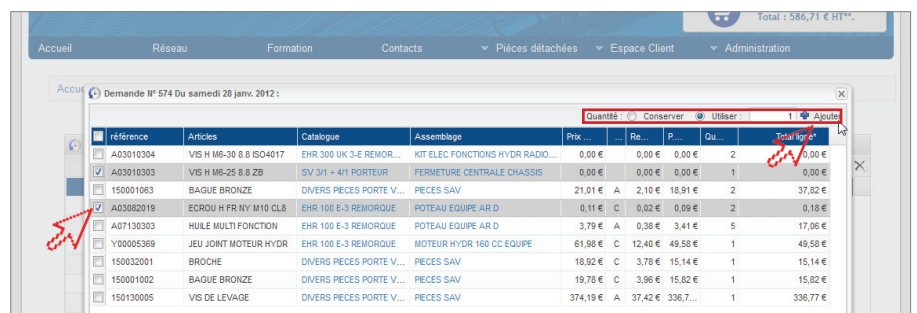 Total : 586,71 € HT**.
Accueil Réseau Formation Contacts Pièces détachées Espace Client Administration
Accue
Demande N° 574 Du samedi 28 janv. 2012 :
Quantité : Conserver Utiliser : 1 Ajouter
référence Articles Catalogue Assemblage Prix ... ... Re... P... Qu... Total ligne*
A03010304 VIS H M6-30 8.8 ISO4017 EHR 300 UK 3-E REMOR... KIT ELEC FONCTIONS HYDR RADIO... 0,00 € 0,00 € 0,00 € 2 0,00 €
A03010303 VIS H M6-25 8.8 ZB SV 3/1 + 4/1 PORTEUR FERMETURE CENTRALE CHASSIS 0,00 € 0,00 € 0,00 € 1 0,00 €
150001063 BAGUE BRONZE DIVERS PIECES PORTE V... PIECES SAV 21,01 € A 2,10 € 18,91 € 2 37,82 €
A03082019 ECROU H FR NY M10 CL8 EHR 100 E-3 REMORQUE POTEAU EQUIPE AR D 0,11 € C 0,02 € 0,09 € 2 0,18 €
A07130303 HUILE MULTI FONCTION EHR 100 E-3 REMORQUE POTEAU EQUIPE AR D 3,79 € A 0,38 € 3,41 € 5 17,06 €
Y00005369 JEU JOINT MOTEUR HYDR EHR 100 E-3 REMORQUE MOTEUR HYDR 160 CC EQUIPE 61,98 € C 12,40 € 49,58 € 1 49,58 €
150032001 BROCHE DIVERS PIECES PORTE V... PIECES SAV 18,92 € C 3,78 € 15,14 € 1 15,14 €
150001002 BAGUE BRONZE DIVERS PIECES PORTE V... PIECES SAV 19,78 € C 3,96 € 15,82 € 1 15,82 €
150130005 VIS DE LEVAGE DIVERS PIECES PORTE V... PIECES SAV 374,19 € A 37,42 € 336,7... 1 336,77 €